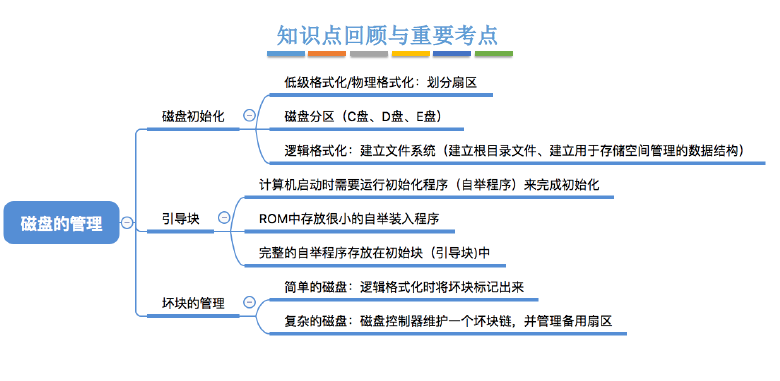 知识点回顾与重要考点
磁盘的管理
磁盘初始化
低级格式化/物理格式化：划分扇区
磁盘分区（C盘、D盘、E盘）
逻辑格式化：建立文件系统（建立根目录文件、建立用于存储空间管理的数据结构）
引导块
计算机启动时需要运行初始化程序（自举程序）来完成初始化
ROM中存放很小的自举装入程序
完整的自举程序存放在初始块（引导块)中
坏块的管理
简单的磁盘：逻辑格式化时将坏块标记出来
复杂的磁盘：磁盘控制器维护一个坏块链，并管理备用扇区